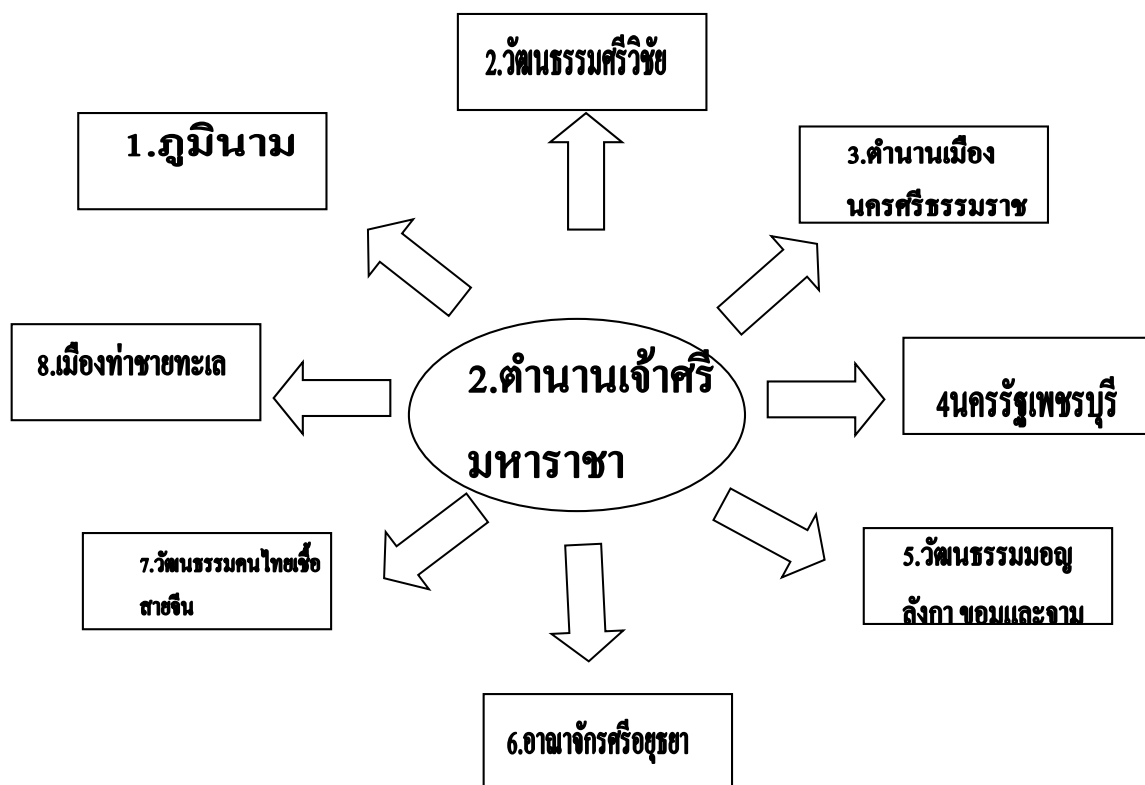 2.วัฒนธรรมศรีวิชัย
1.ภูมินาม
3.ตำนานเมือง
นครศรีธรรมราช
8.เมืองท่าชายทะเล
2.ตำนานเจ้าศรี
มหาราชา
4นครรัฐเพชรบุรี
7.วัฒนธรรมคนไทยเชื้อ
สายจีน
5.วัฒนธรรมมอญ
ลังกา ขอมและจาม
6.อาณาจักรศรีอยุธยา